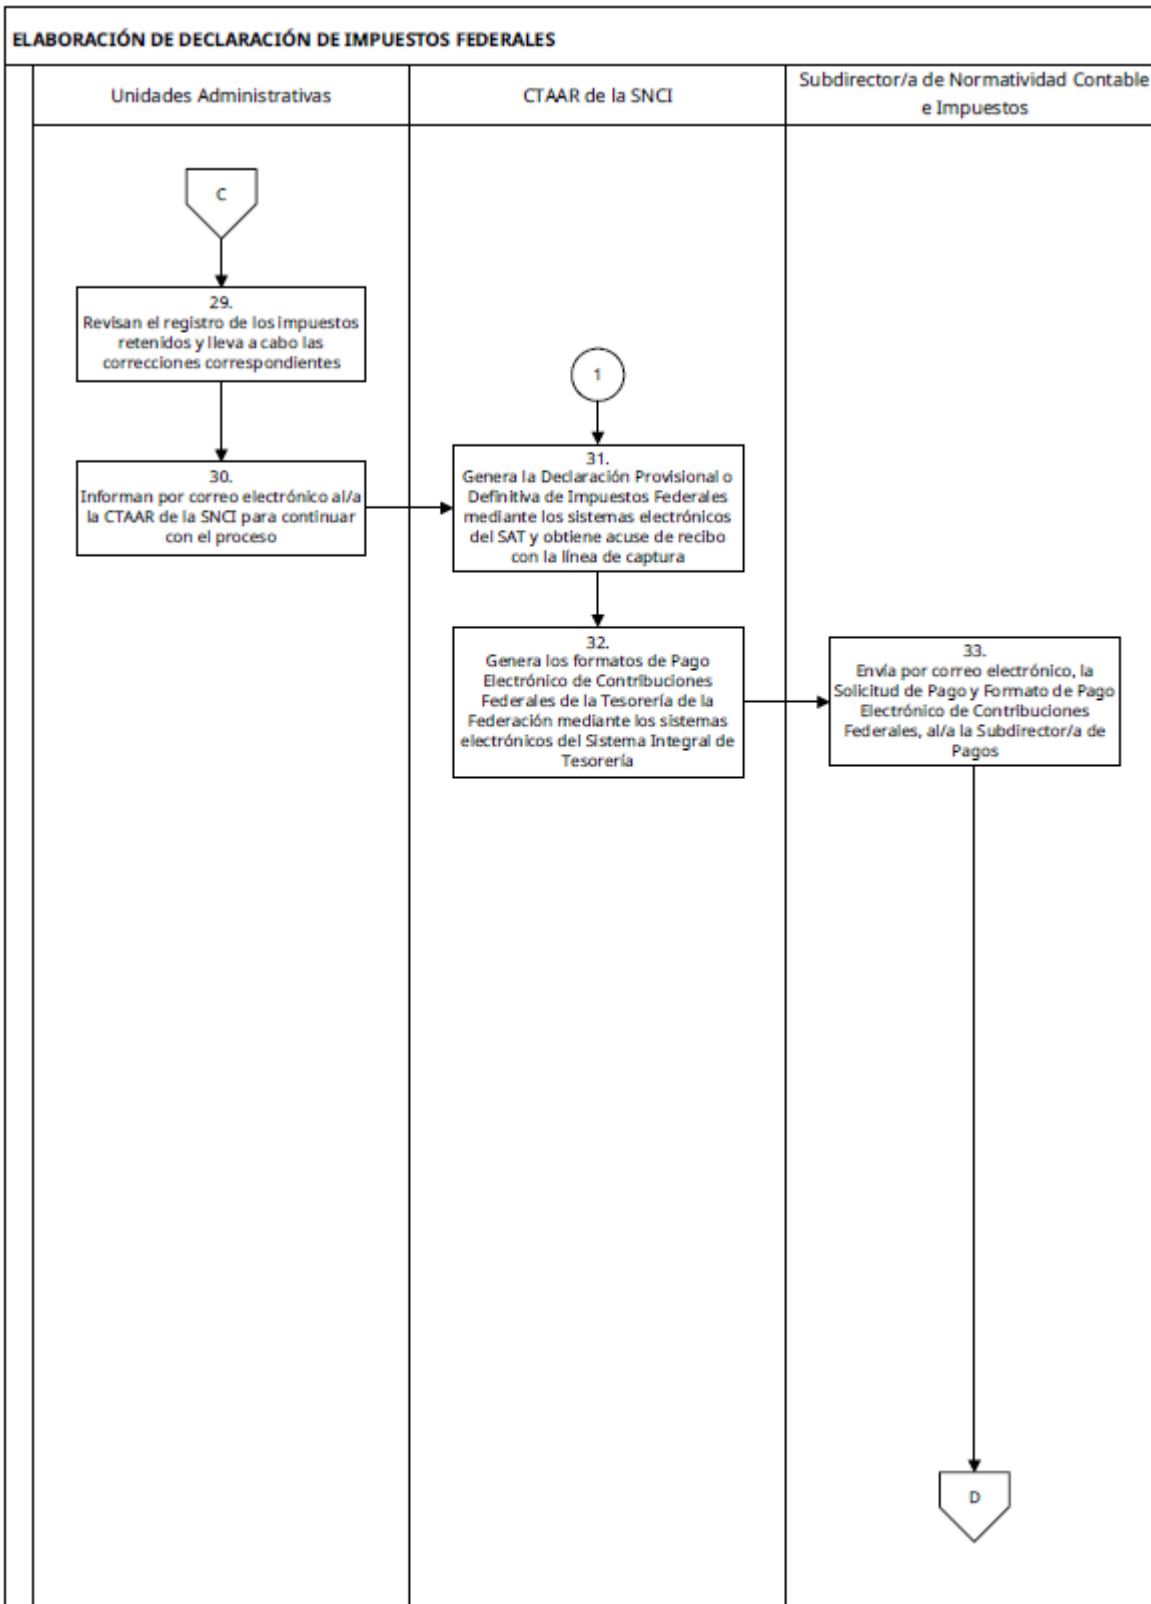 ELABORACIÓN DE DECLARACIÓN DE IMPUESTOS FEDERALES
Unidades Administrativas
CTAAR de la SNCI
Subdirector/a de Normatividad Contable
e Impuestos
C
29.
Revisan el registro de los impuestos
retenidos y lleva a cabo las
correcciones correspondientes
30.
Informan por correo electrónico al/a
la CTAAR de la SNCI para continuar
con el proceso
1
31.
Genera la Declaración Provisional o
Definitiva de Impuestos Federales
mediante los sistemas electrónicos
del SAT y obtiene acuse de recibo
con la línea de captura
32.
Genera los formatos de Pago
Electrónico de Contribuciones
Federales de la Tesorería de la
Federación mediante los sistemas
electrónicos del Sistema Integral de
Tesorería
33.
Envía por correo electrónico, la
Solicitud de Pago y Formato de Pago
Electrónico de Contribuciones
Federales, al/a la Subdirector/a de
Pagos
D